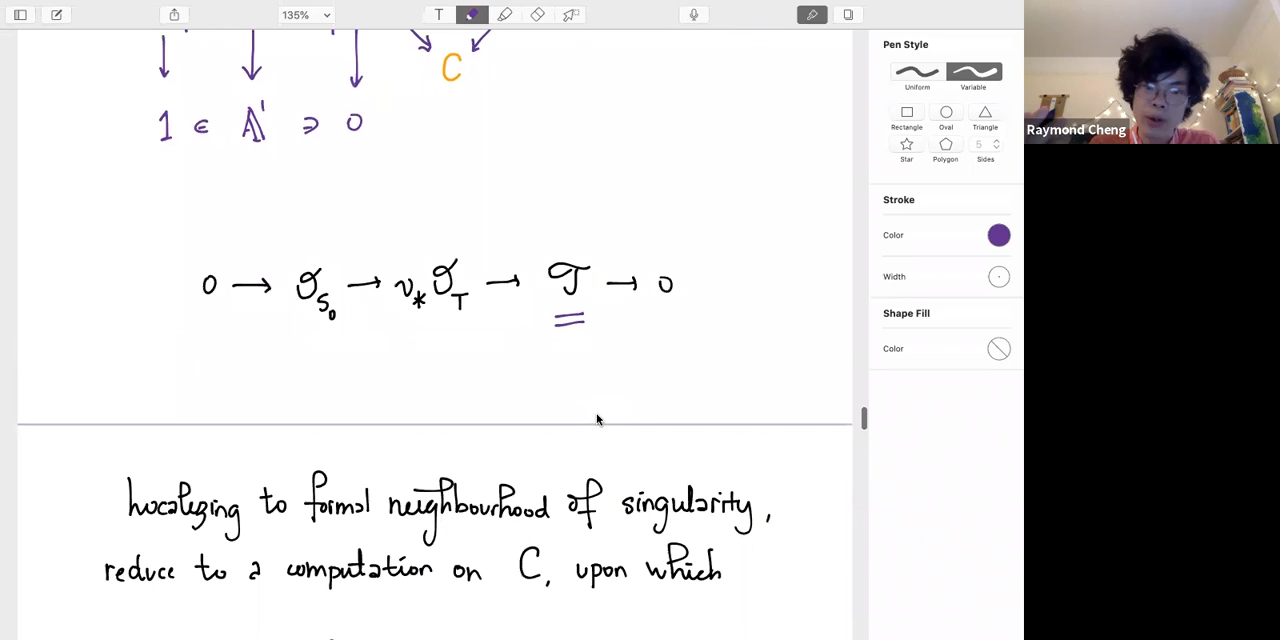 135%
T
C
1 ∈ 𝔸¹ ∋ 0
0 → 𝒪_{S_0} → ν_* 𝒪_T → 𝒯 → 0
Localizing to formal neighbourhood of singularity,
reduce to a computation on C, upon which
Pen Style
Uniform Variable
Rectangle Oval Triangle
5
Star Polygon Sides
Stroke
Color
Width
Shape Fill
Color
Raymond Cheng